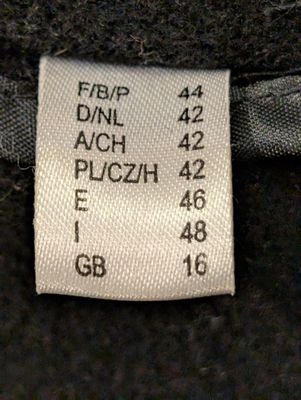 F/B/P 44
D/NL 42
A/CH 42
PL/CZ/H 42
E 46
I 48
GB 16